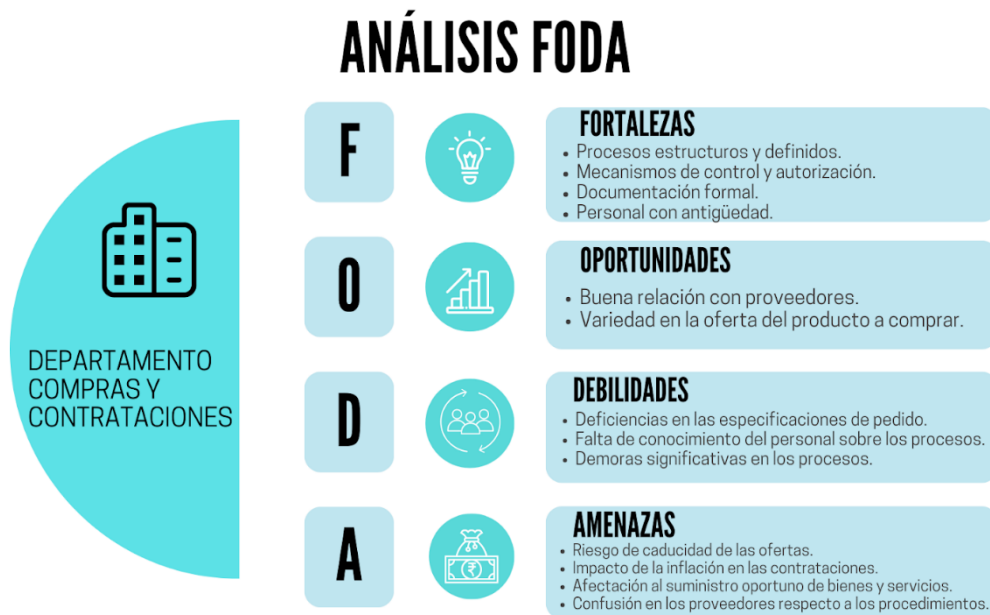 ANÁLISIS FODA
DEPARTAMENTO
COMPRAS Y
CONTRATACIONES
F
FORTALEZAS
• Procesos estructuros y definidos.
• Mecanismos de control y autorización.
• Documentación formal.
• Personal con antigüedad.
O
OPORTUNIDADES
• Buena relación con proveedores.
• Variedad en la oferta del producto a comprar.
D
DEBILIDADES
• Deficiencias en las especificaciones de pedido.
• Falta de conocimiento del personal sobre los procesos.
• Demoras significativas en los procesos.
A
₹
AMENAZAS
• Riesgo de caducidad de las ofertas.
• Impacto de la inflación en las contrataciones.
• Afectación al suministro oportuno de bienes y servicios.
• Confusión en los proveedores respecto a los procedimientos.